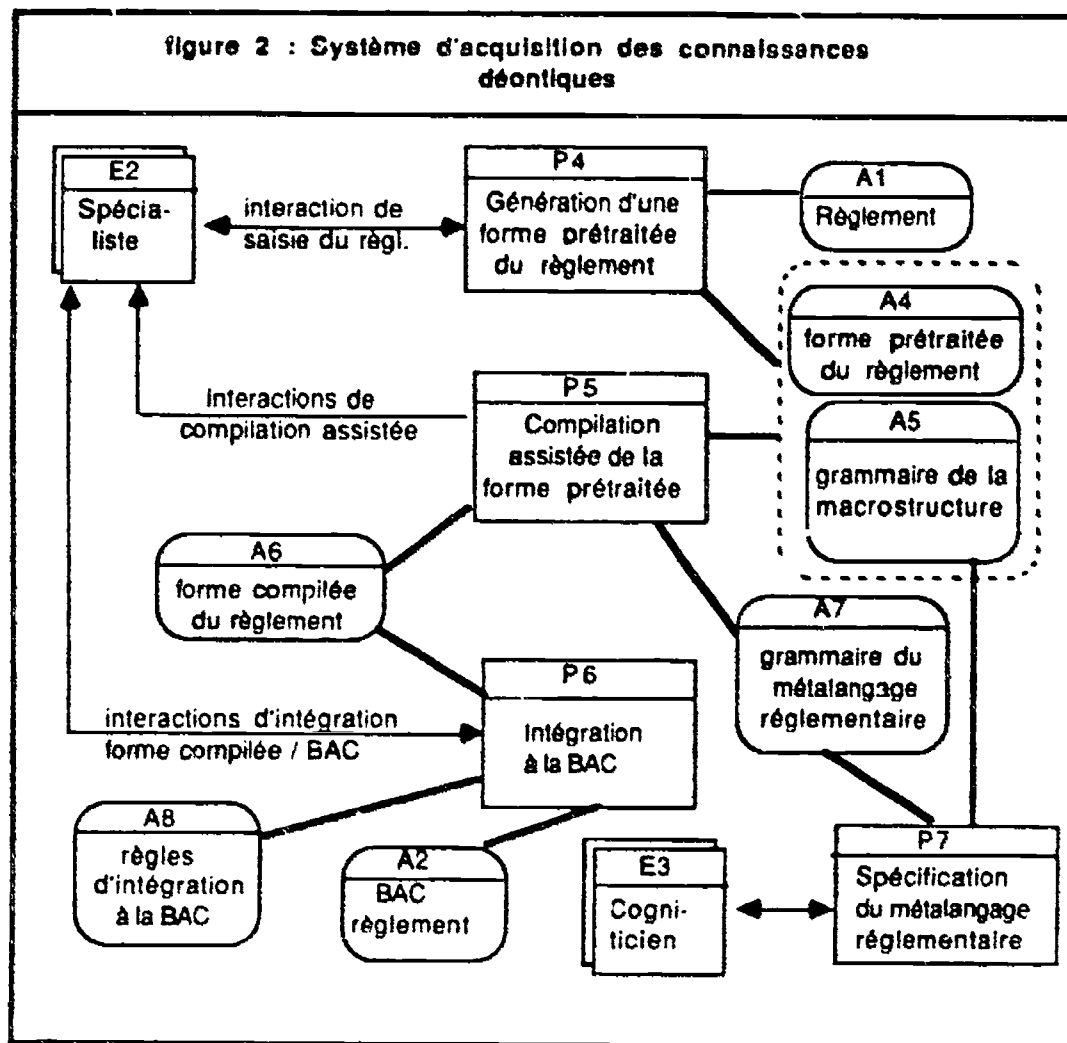 figure 2 : Système d'acquisition des connaissances
déontiques
E2
Spécia-
liste
interaction de
saisie du règl.
P4
Génération d'une
forme prétraitée
du règlement
A1
Règlement
A4
forme prétraitée
du règlement
Interactions de
compilation assistée
P5
Compilation
assistée de la
forme prétraitée
A5
grammaire de la
macrostructure
A6
forme compilée
du règlement
A7
grammaire du
métalangage
réglementaire
interactions d'intégration
forme compilée / BAC
P6
Intégration
à la BAC
A8
règles
d'intégration
à la BAC
A2
BAC
règlement
E3
Cogni-
ticien
P7
Spécification
du métalangage
réglementaire